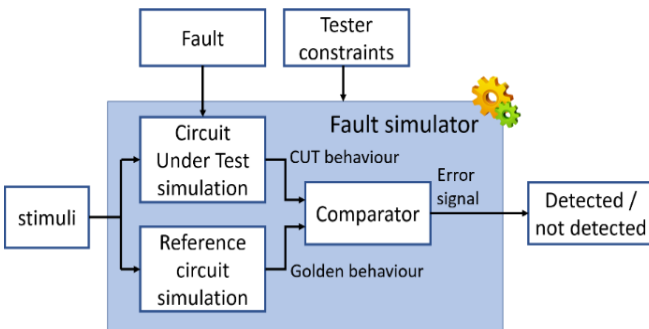 Fault
Tester
constraints
Fault simulator
Circuit
Under Test
simulation
CUT behaviour
Error
signal
stimuli
Comparator
Detected /
not detected
Reference
circuit
simulation
Golden behaviour